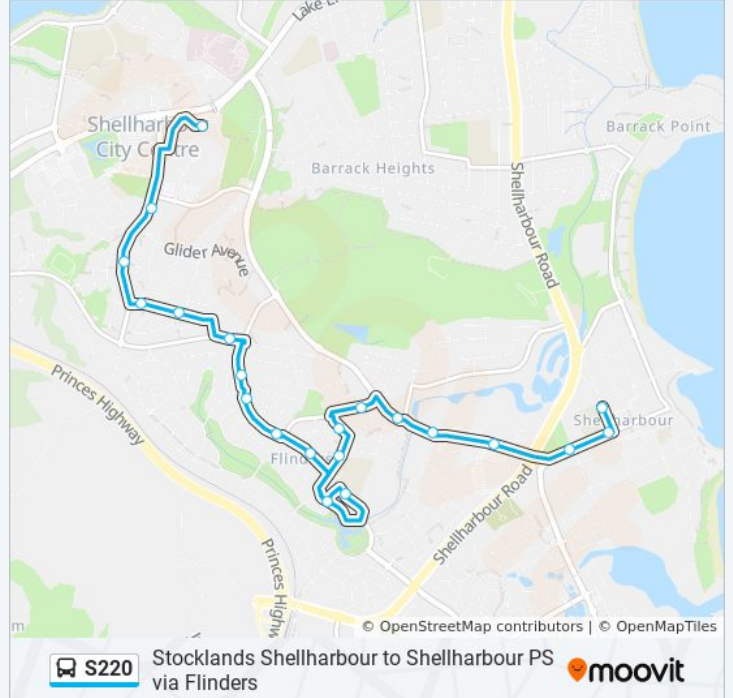 Lake
Shellharbour
City Centre
Barrack Point
Barrack Heights
Shellharbour Road
Glider Avenue
Princes Highway
Shellharbour
Flinders
Shellharbour Road
Princes Highw
m
© OpenStreetMap contributors | © OpenMapTiles
S220
Stocklands Shellharbour to Shellharbour PS
via Flinders
moovit